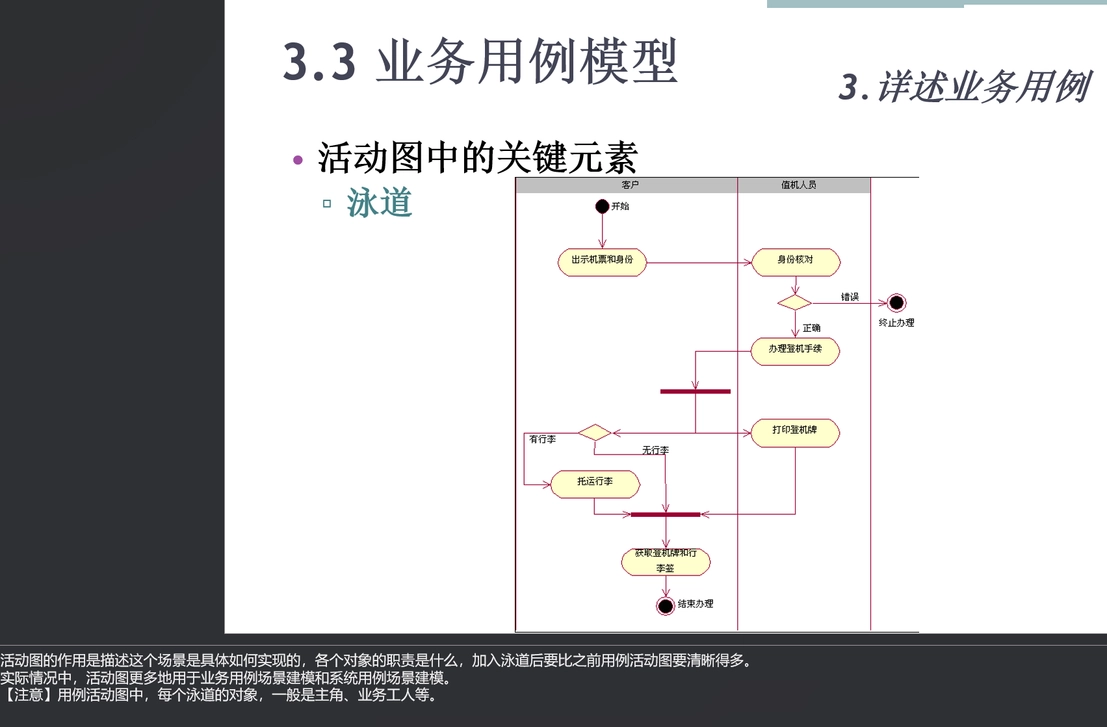 3.3 业务用例模型
3.详述业务用例
活动图中的关键元素
泳道
客户
值机人员
开始
出示机票和身份
身份核对
错误
终止办理
正确
办理登机手续
打印登机牌
有行李
无行李
托运行李
获取登机牌和行
李签
结束办理
活动图的作用是描述这个场景是具体如何实现的，各个对象的职责是什么，加入泳道后要比之前用例活动图要清晰得多。
实际情况中，活动图更多地用于业务用例场景建模和系统用例场景建模。
【注意】用例活动图中，每个泳道的对象，一般是主角、业务工人等。